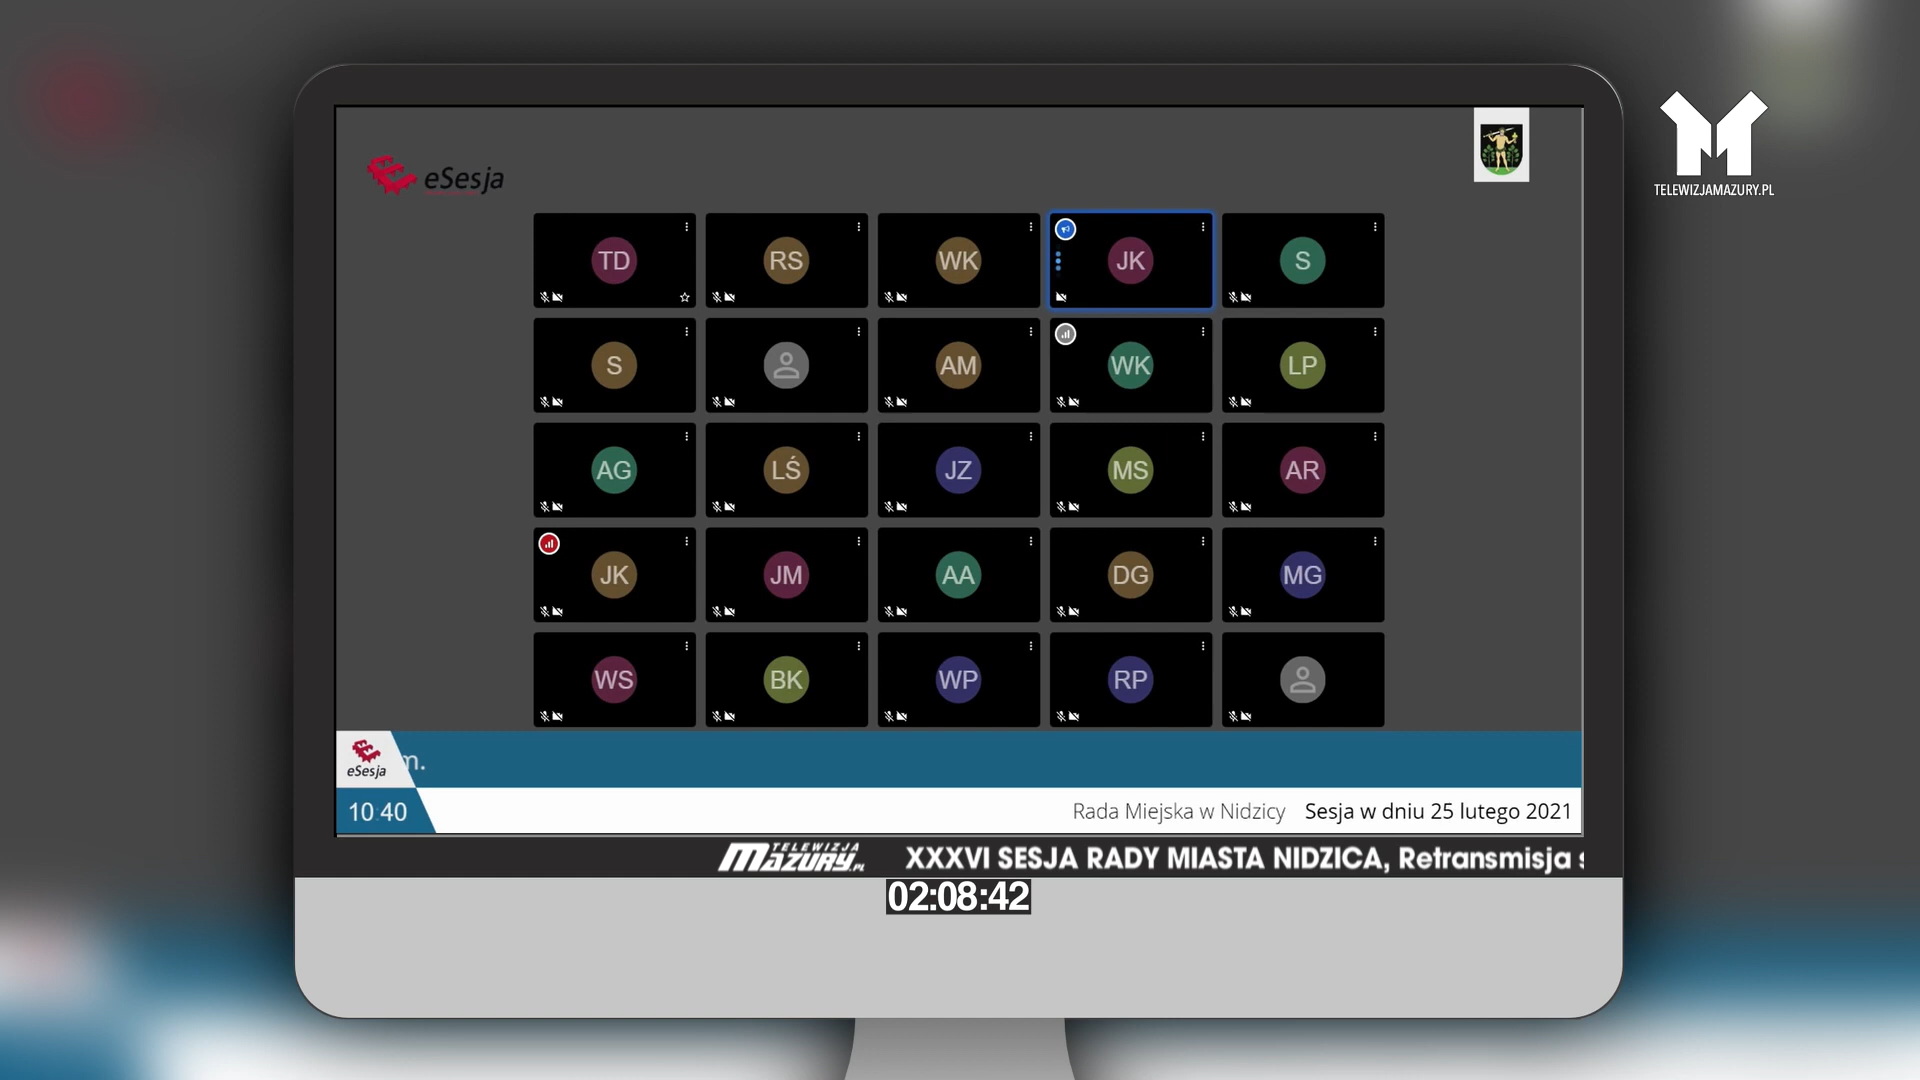 TELEWIZJAMAZURY.PL
eSesja
TD RS WK JK S
S AM WK LP
AG LŚ JZ MS AR
JK JM AA DG MG
WS BK WP RP
eSesja m.
10:40 Rada Miejska w Nidzicy Sesja w dniu 25 lutego 2021
TELEWIZJA MAZURY.PL XXXVI SESJA RADY MIASTA NIDZICA, Retransmisja s
02:08:42